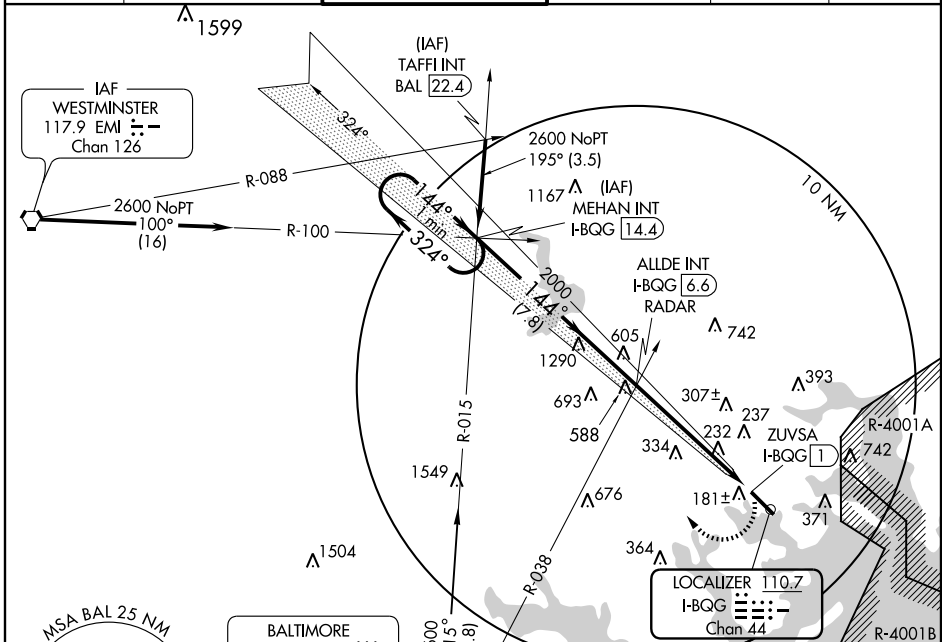 1599
(IAF)
TAFFI INT
BAL 22.4
IAF
WESTMINSTER
117.9 EMI
Chan 126
324°
2600 NoPT
195° (3.5)
R-088
1167
(IAF)
MEHAN INT
I-BQG 14.4
10 NM
144°
1 min
324°
2600 NoPT
100°
(16)
R-100
ALLDE INT
I-BQG 6.6
RADAR
2000
144°
(7.8)
742
605
1290
393
693
307±
237
R-4001A
588
232
ZUVSA
I-BQG 1
742
R-015
334
1549
676
181±
371
1504
364
R-038
LOCALIZER 110.7
I-BQG
Chan 44
MSA BAL 25 NM
BALTIMORE
R-4001B